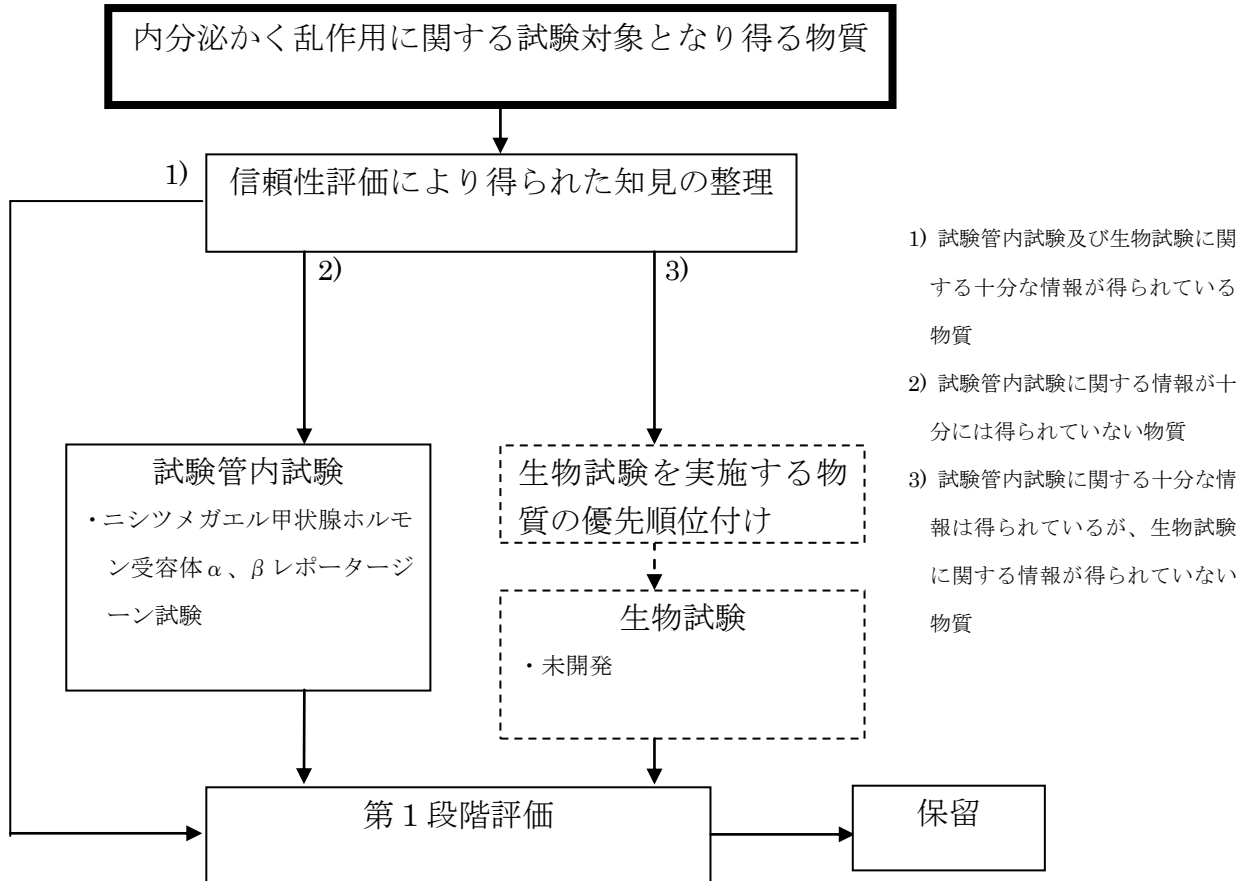 内分泌かく乱作用に関する試験対象となり得る物質
1)
信頼性評価により得られた知見の整理
2)
3)
1) 試験管内試験及び生物試験に関
する十分な情報が得られている
物質
2) 試験管内試験に関する情報が十
分には得られていない物質
3) 試験管内試験に関する十分な情
報は得られているが、生物試験
に関する情報が得られていない
物質
試験管内試験
・ニシツメガエル甲状腺ホルモ
ン受容体α、βレポータージ
ーン試験
生物試験を実施する物
質の優先順位付け
生物試験
・未開発
第１段階評価
保留